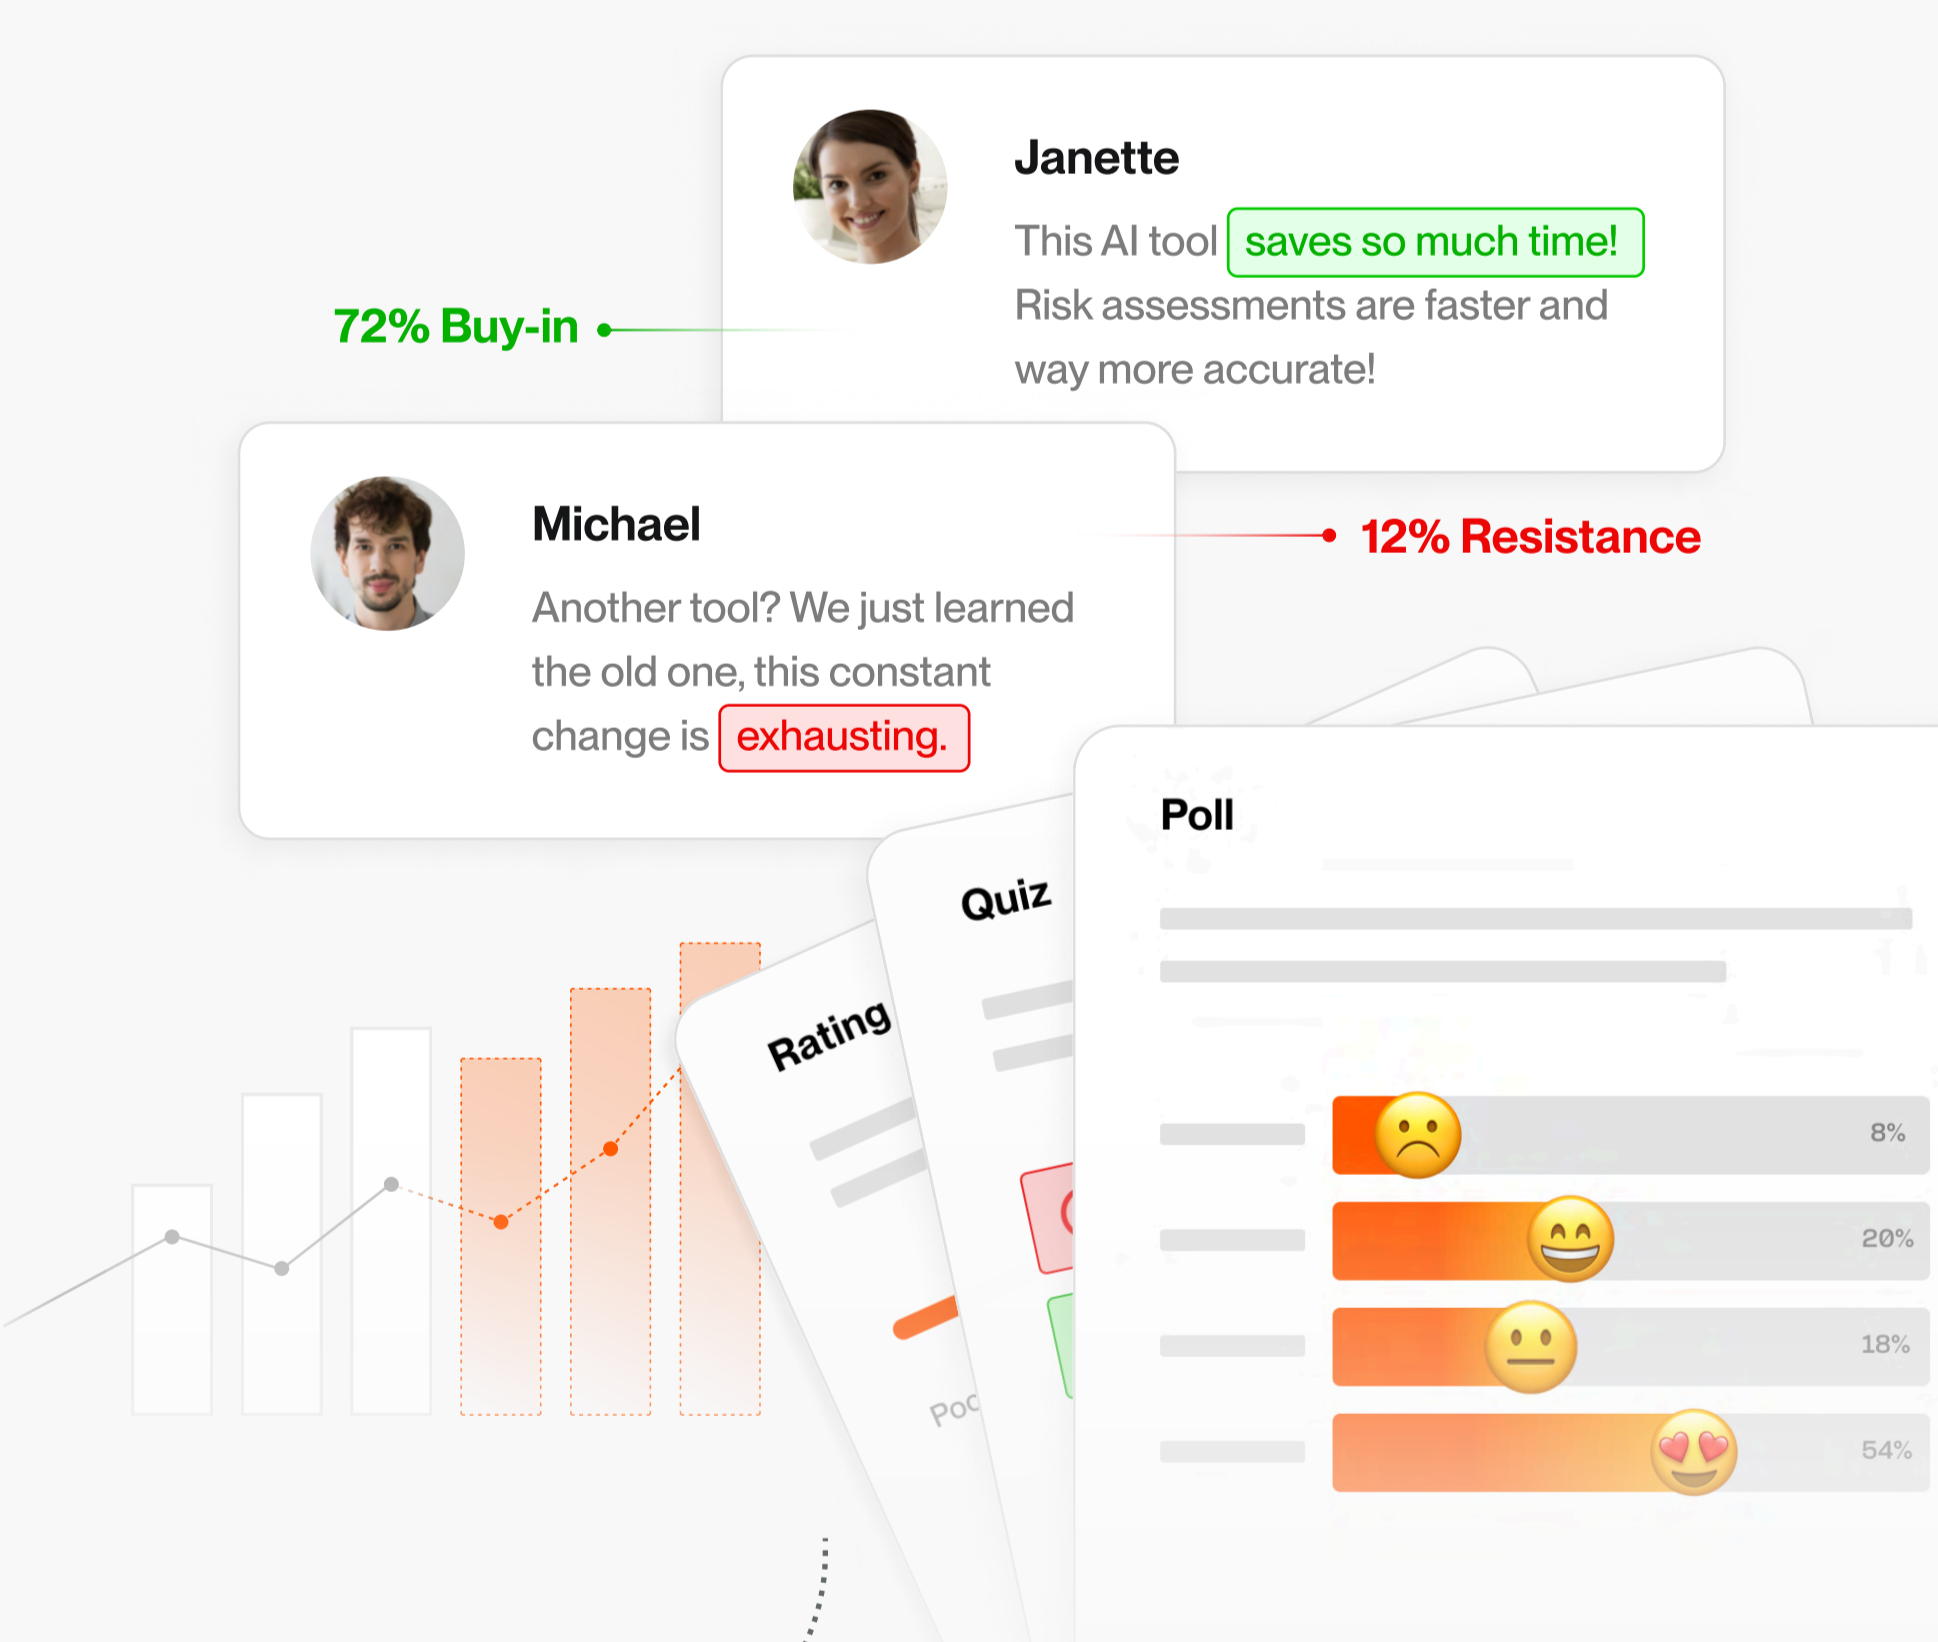 Janette
This AI tool saves so much time!
Risk assessments are faster and
way more accurate!
72% Buy-in
Michael
Another tool? We just learned
the old one, this constant
change is exhausting.
12% Resistance
Poll
Quiz
Rating
8%
20%
18%
54%